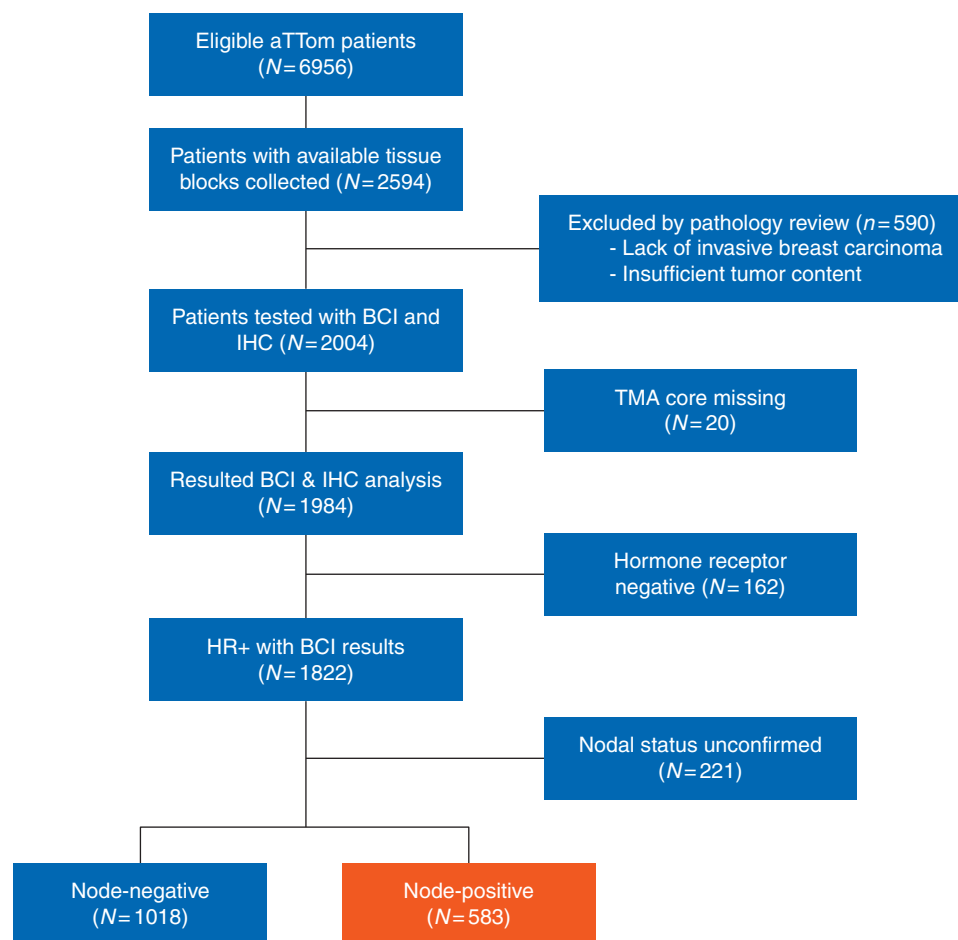 Eligible aTTom patients
(N=6956)
Patients with available tissue
blocks collected (N=2594)
Excluded by pathology review (n=590)
- Lack of invasive breast carcinoma
- Insufficient tumor content
Patients tested with BCI and
IHC (N=2004)
TMA core missing
(N=20)
Resulted BCI & IHC analysis
(N=1984)
Hormone receptor
negative (N=162)
HR+ with BCI results
(N=1822)
Nodal status unconfirmed
(N=221)
Node-negative
(N=1018)
Node-positive
(N=583)